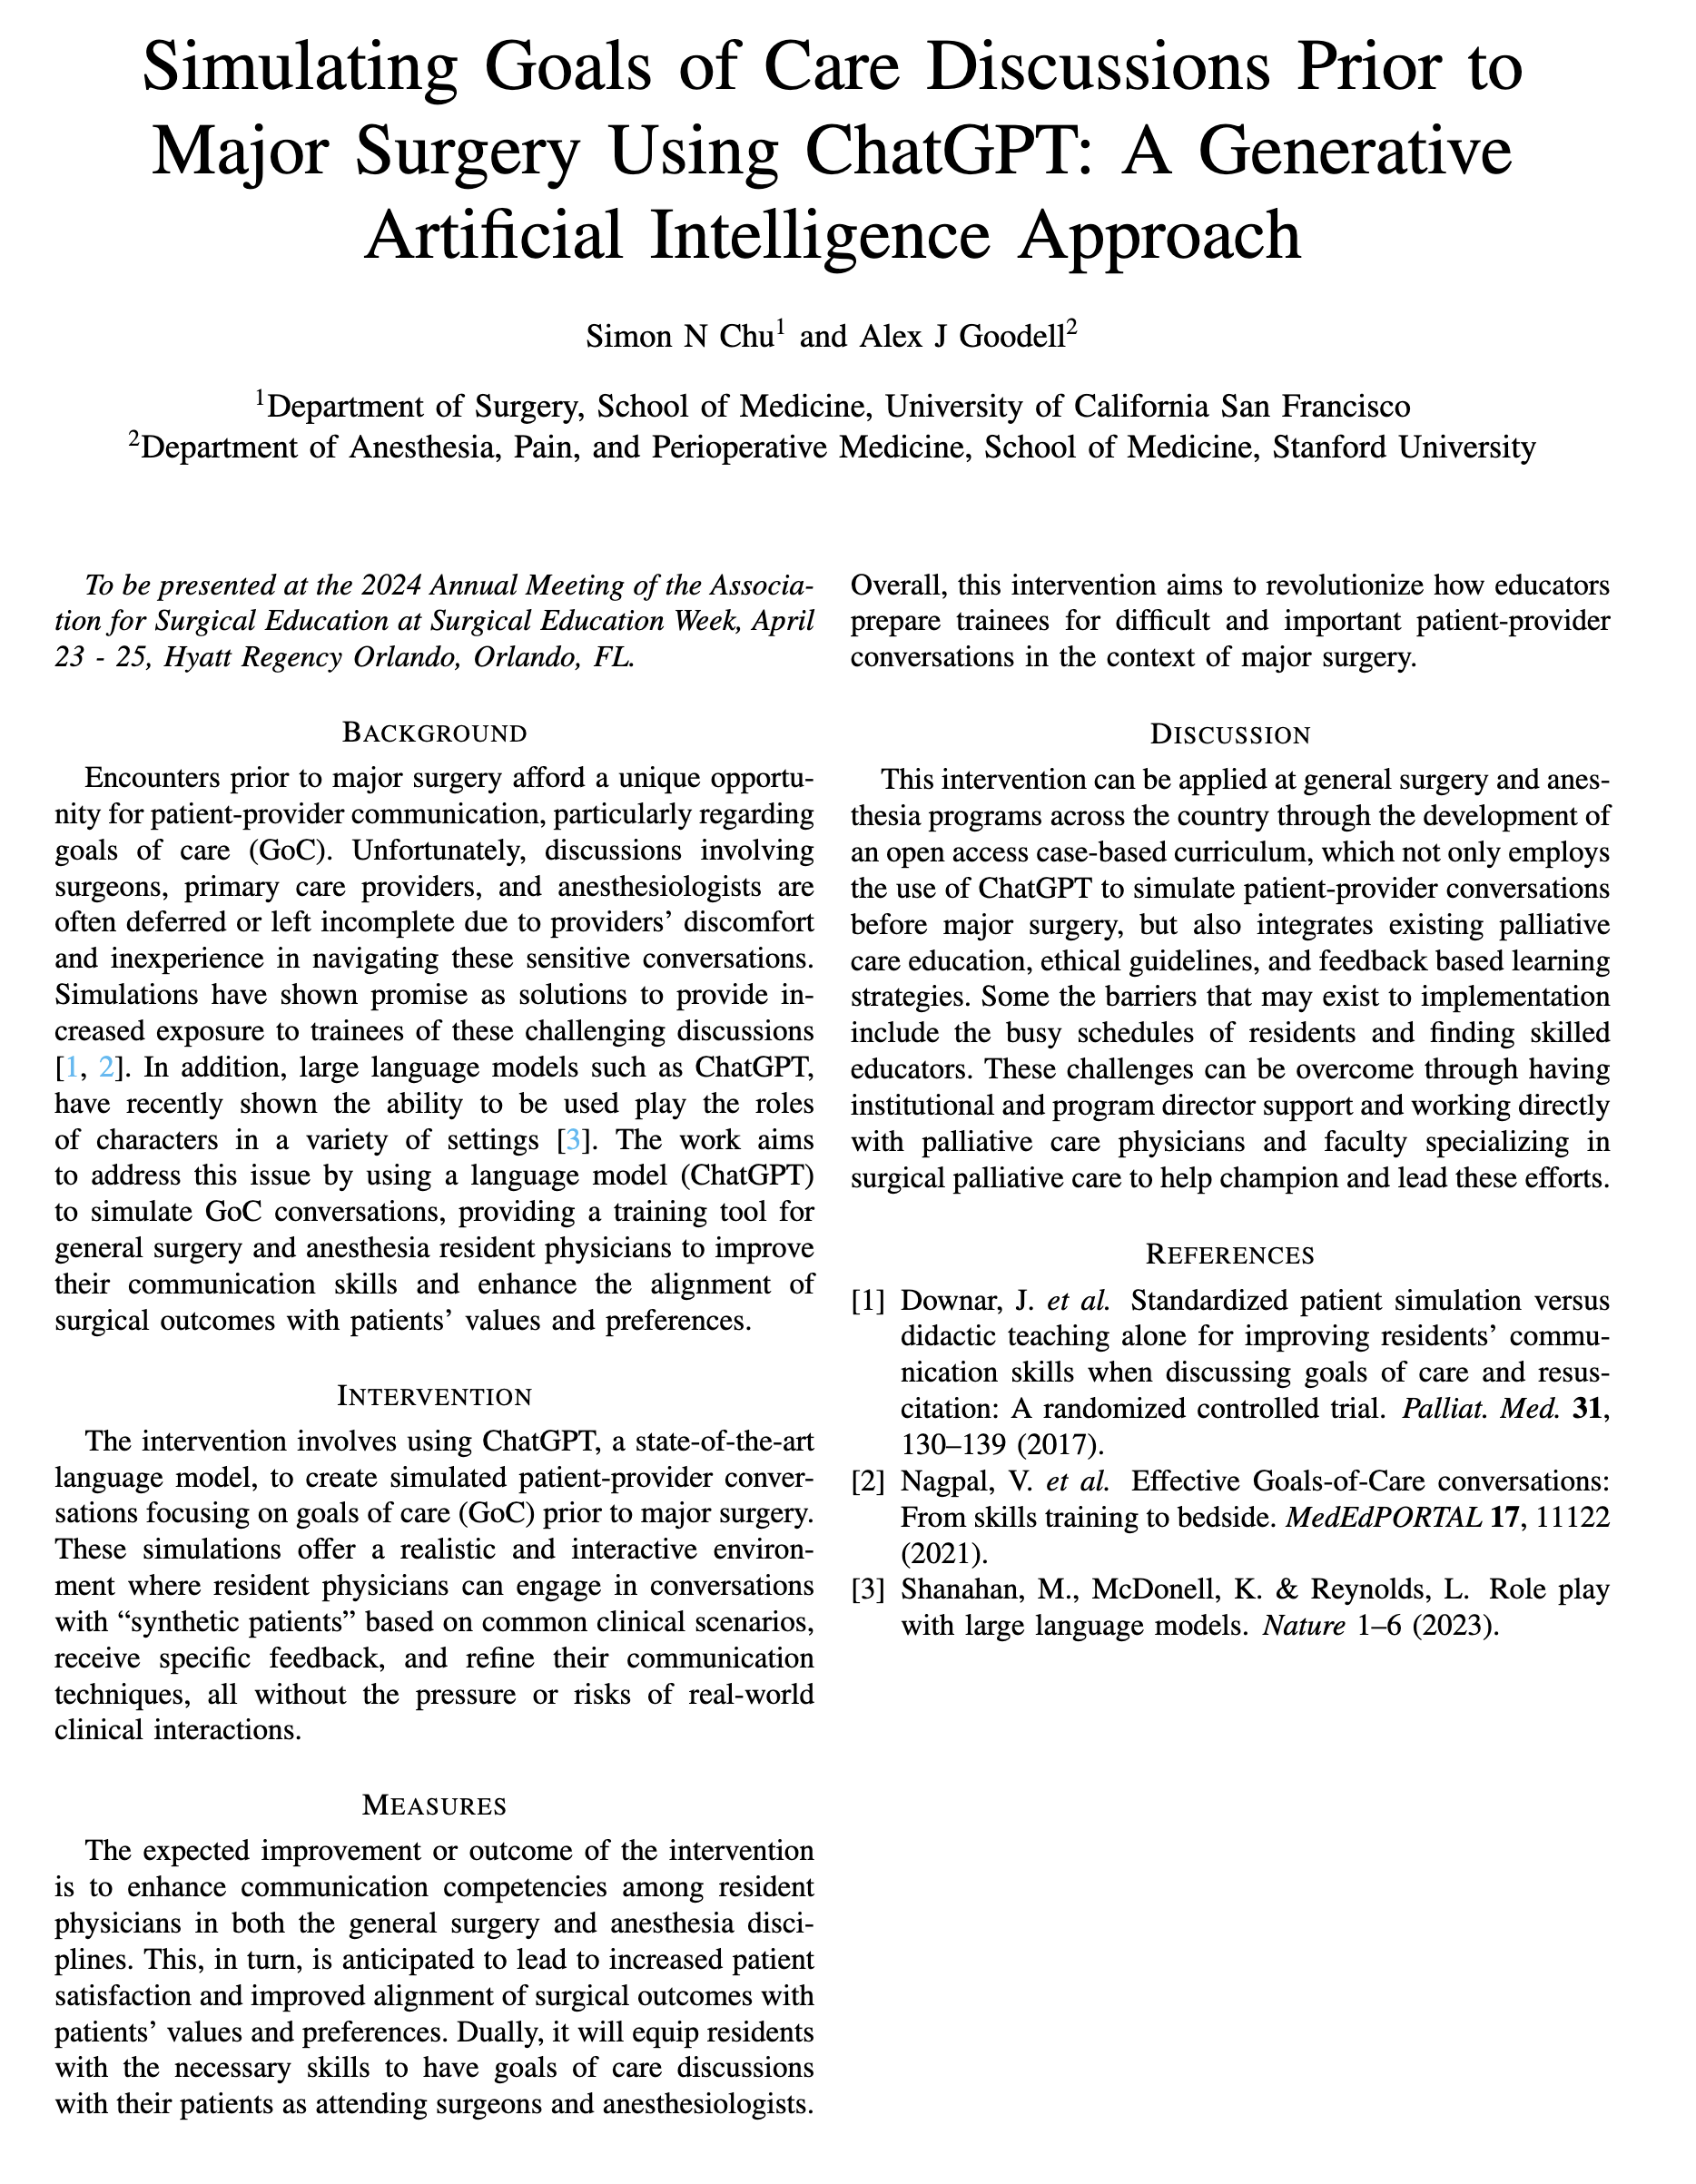 Simulating Goals of Care Discussions Prior to
Major Surgery Using ChatGPT: A Generative
Artificial Intelligence Approach
Simon N Chu1 and Alex J Goodell2
1Department of Surgery, School of Medicine, University of California San Francisco
2Department of Anesthesia, Pain, and Perioperative Medicine, School of Medicine, Stanford University
To be presented at the 2024 Annual Meeting of the Associa-
tion for Surgical Education at Surgical Education Week, April
23 - 25, Hyatt Regency Orlando, Orlando, FL.
BACKGROUND
Encounters prior to major surgery afford a unique opportu-
nity for patient-provider communication, particularly regarding
goals of care (GoC). Unfortunately, discussions involving
surgeons, primary care providers, and anesthesiologists are
often deferred or left incomplete due to providers' discomfort
and inexperience in navigating these sensitive conversations.
Simulations have shown promise as solutions to provide in-
creased exposure to trainees of these challenging discussions
[1, 2]. In addition, large language models such as ChatGPT,
have recently shown the ability to be used play the roles
of characters in a variety of settings [3]. The work aims
to address this issue by using a language model (ChatGPT)
to simulate GoC conversations, providing a training tool for
general surgery and anesthesia resident physicians to improve
their communication skills and enhance the alignment of
surgical outcomes with patients' values and preferences.
INTERVENTION
The intervention involves using ChatGPT, a state-of-the-art
language model, to create simulated patient-provider conver-
sations focusing on goals of care (GoC) prior to major surgery.
These simulations offer a realistic and interactive environ-
ment where resident physicians can engage in conversations
with “synthetic patients” based on common clinical scenarios,
receive specific feedback, and refine their communication
techniques, all without the pressure or risks of real-world
clinical interactions.
MEASURES
The expected improvement or outcome of the intervention
is to enhance communication competencies among resident
physicians in both the general surgery and anesthesia disci-
plines. This, in turn, is anticipated to lead to increased patient
satisfaction and improved alignment of surgical outcomes with
patients' values and preferences. Dually, it will equip residents
with the necessary skills to have goals of care discussions
with their patients as attending surgeons and anesthesiologists.
Overall, this intervention aims to revolutionize how educators
prepare trainees for difficult and important patient-provider
conversations in the context of major surgery.
DISCUSSION
This intervention can be applied at general surgery and anes-
thesia programs across the country through the development of
an open access case-based curriculum, which not only employs
the use of ChatGPT to simulate patient-provider conversations
before major surgery, but also integrates existing palliative
care education, ethical guidelines, and feedback based learning
strategies. Some the barriers that may exist to implementation
include the busy schedules of residents and finding skilled
educators. These challenges can be overcome through having
institutional and program director support and working directly
with palliative care physicians and faculty specializing in
surgical palliative care to help champion and lead these efforts.
REFERENCES
[1] Downar, J. et al. Standardized patient simulation versus
didactic teaching alone for improving residents' commu-
nication skills when discussing goals of care and resus-
citation: A randomized controlled trial. Palliat. Med. 31,
130–139 (2017).
[2] Nagpal, V. et al. Effective Goals-of-Care conversations:
From skills training to bedside. MedEdPORTAL 17, 11122
(2021).
[3] Shanahan, M., McDonell, K. & Reynolds, L. Role play
with large language models. Nature 1–6 (2023).